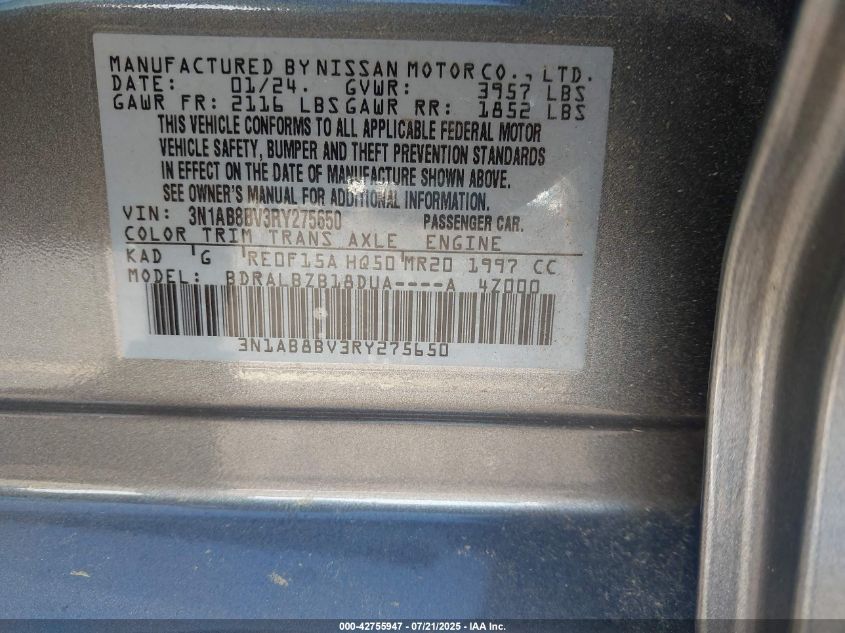 MANUFACTURED BY NISSAN MOTOR CO., LTD.
DATE: 01/24. GVWR: 3957 LBS
GAWR FR: 2116 LBS GAWR RR: 1852 LBS
THIS VEHICLE CONFORMS TO ALL APPLICABLE FEDERAL MOTOR
VEHICLE SAFETY, BUMPER AND THEFT PREVENTION STANDARDS
IN EFFECT ON THE DATE OF MANUFACTURE SHOWN ABOVE.
SEE OWNER'S MANUAL FOR ADDITIONAL INFORMATION.
VIN: 3N1AB8BV3RY275650 PASSENGER CAR.
COLOR TRIM TRANS AXLE ENGINE
KAD G RE0F15A HQ50 MR20 1997 CC
MODEL: BDRALBZB18DUA----A 4Z000
3N1AB8BV3RY275650
000-42755947 07/21/2025 - IAA Inc.